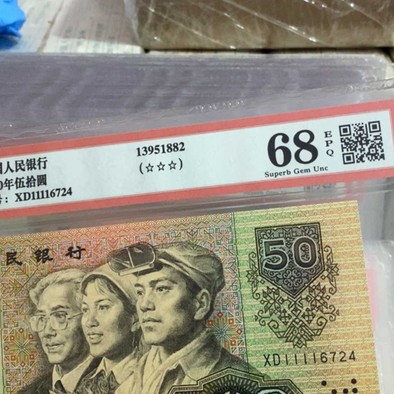 国人民银行
0年伍拾圆
号: XD11116724
13951882
(☆☆☆)
68
EPQ
Superb Gem Unc
民银行
50
XD11116724